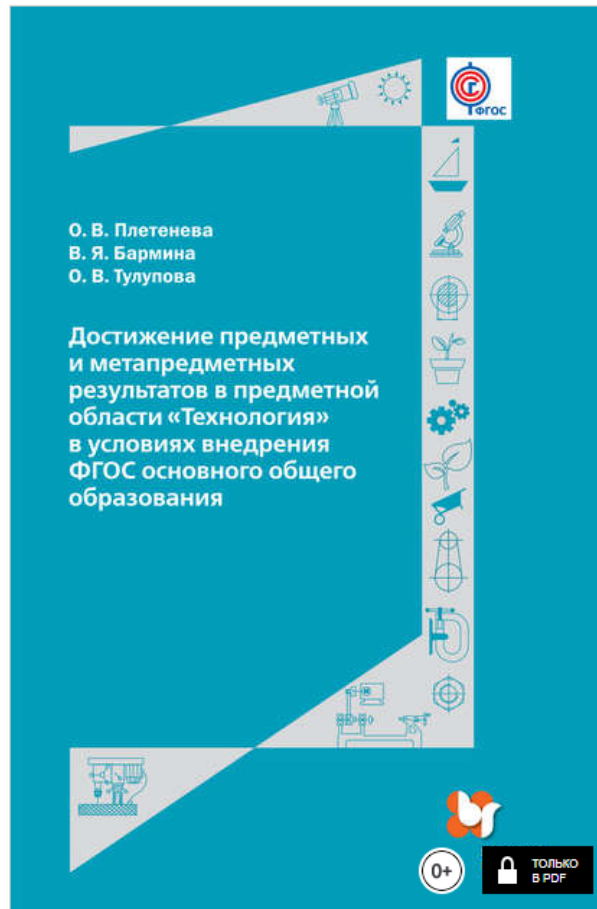 ФГОС
О. В. Плетенева
В. Я. Бармина
О. В. Тулупова
Достижение предметных
и метапредметных
результатов в предметной
области «Технология»
в условиях внедрения
ФГОС основного общего
образования
0+
ТОЛЬКО
В PDF